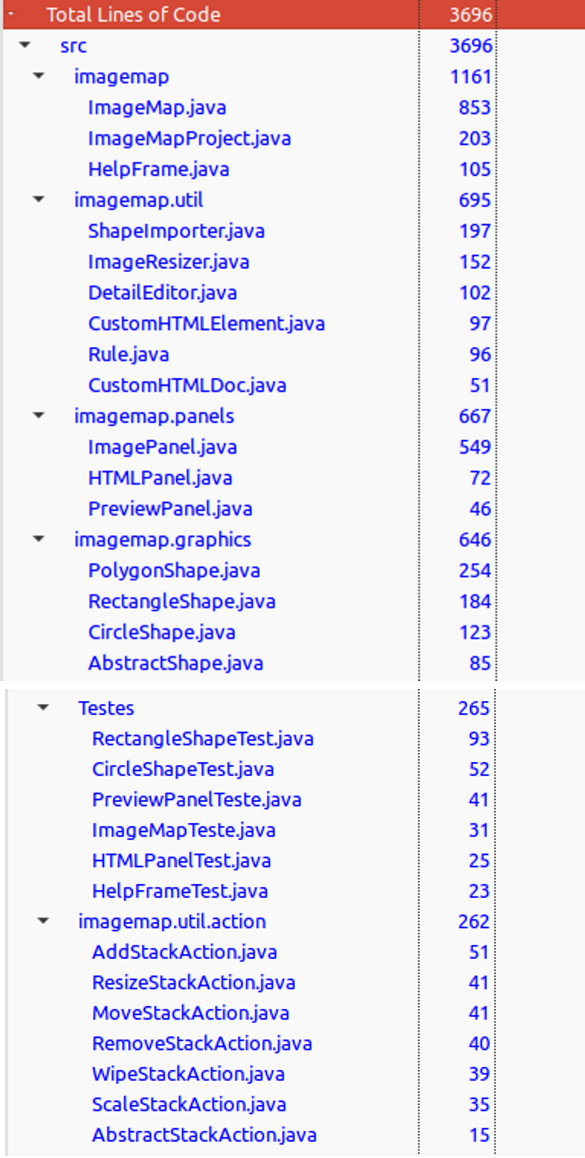 Total Lines of Code 3696
src 3696
imagemap 1161
ImageMap.java 853
ImageMapProject.java 203
HelpFrame.java 105
imagemap.util 695
ShapeImporter.java 197
ImageResizer.java 152
DetailEditor.java 102
CustomHTMLElement.java 97
Rule.java 96
CustomHTMLDoc.java 51
imagemap.panels 667
ImagePanel.java 549
HTMLPanel.java 72
PreviewPanel.java 46
imagemap.graphics 646
PolygonShape.java 254
RectangleShape.java 184
CircleShape.java 123
AbstractShape.java 85
Testes 265
RectangleShapeTest.java 93
CircleShapeTest.java 52
PreviewPanelTeste.java 41
ImageMapTeste.java 31
HTMLPanelTest.java 25
HelpFrameTest.java 23
imagemap.util.action 262
AddStackAction.java 51
ResizeStackAction.java 41
MoveStackAction.java 41
RemoveStackAction.java 40
WipeStackAction.java 39
ScaleStackAction.java 35
AbstractStackAction.java 15